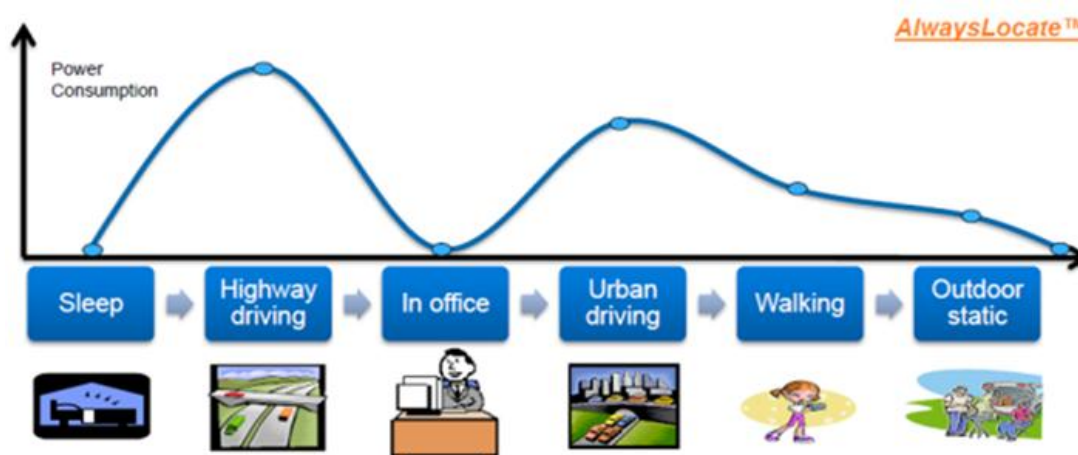 AlwaysLocate™
Power
Consumption
Sleep
Highway
driving
In office
Urban
driving
Walking
Outdoor
static